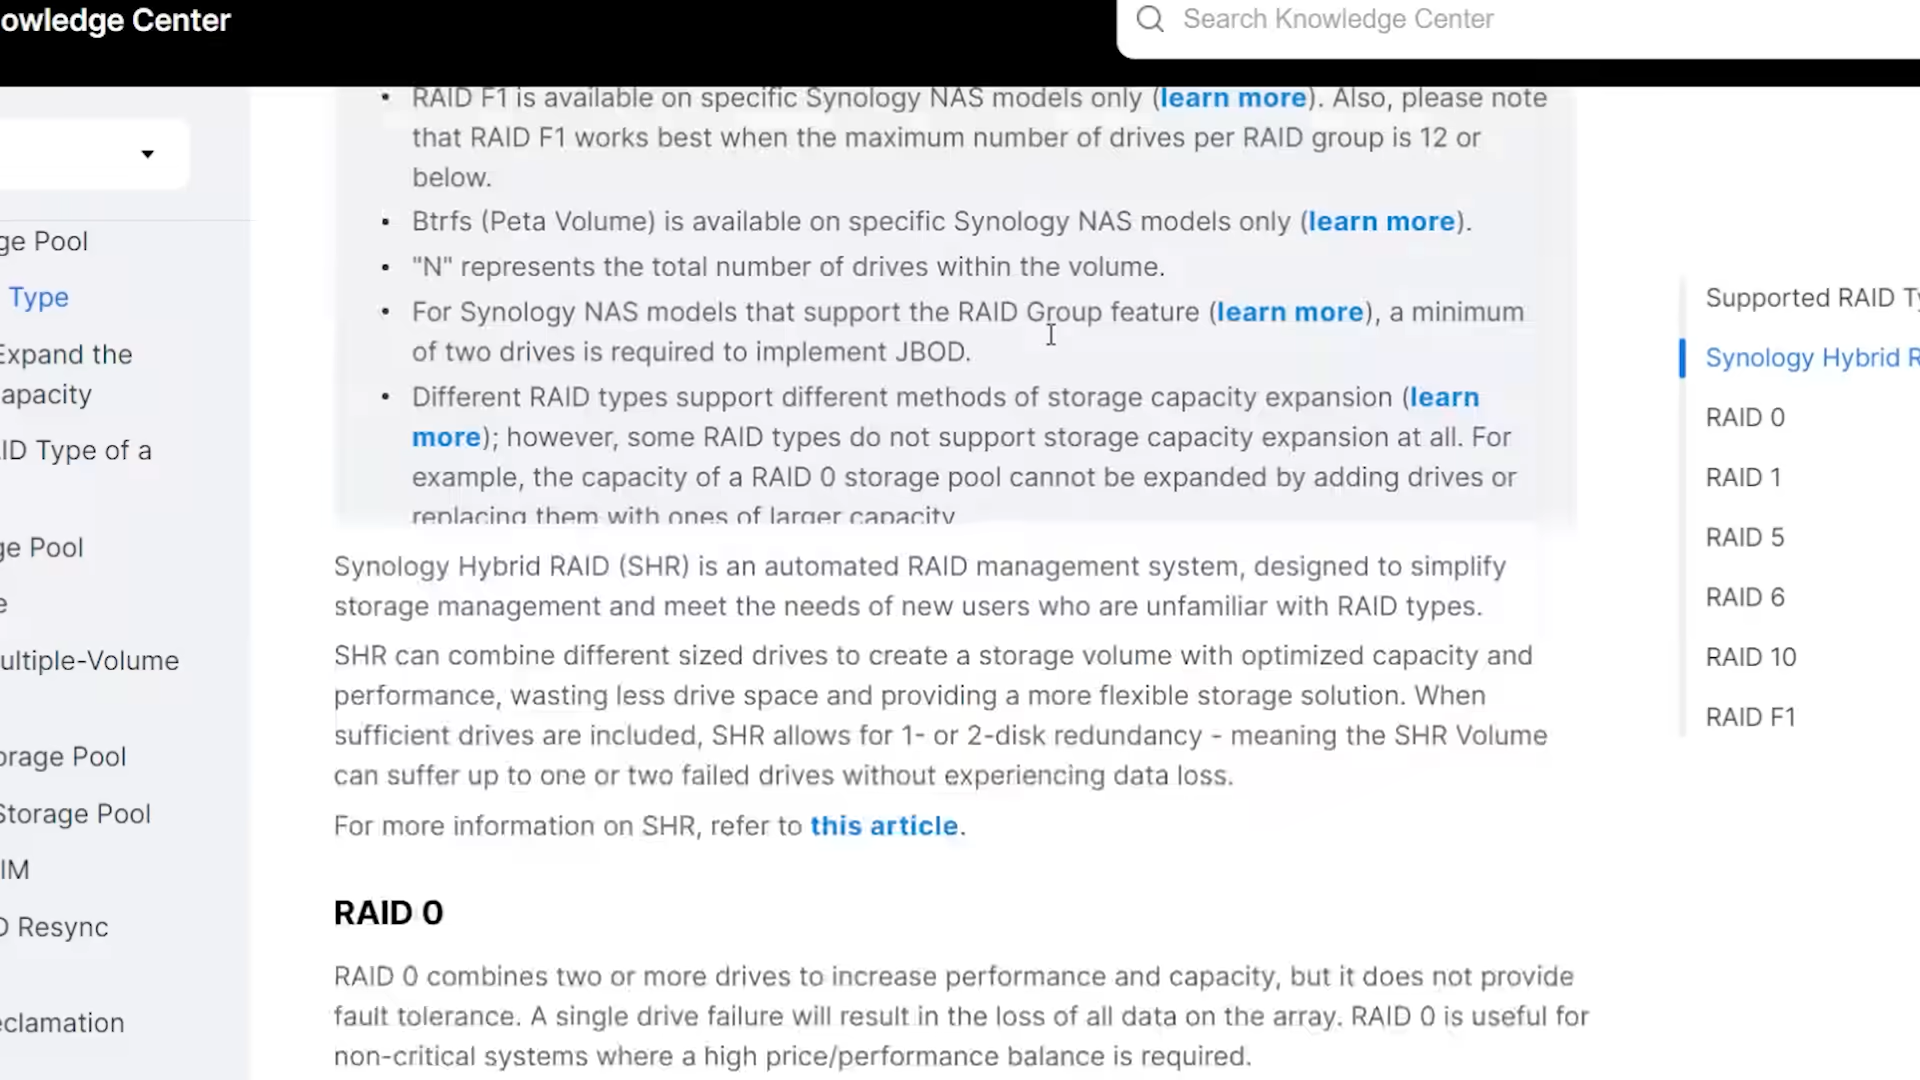 owledge Center
Search Knowledge Center
ge Pool
Type
Expand the
apacity
ID Type of a
ge Pool
e
ultiple-Volume
orage Pool
Storage Pool
IM
D Resync
eclamation
• RAID F1 is available on specific Synology NAS models only (learn more). Also, please note
that RAID F1 works best when the maximum number of drives per RAID group is 12 or
below.
• Btrfs (Peta Volume) is available on specific Synology NAS models only (learn more).
• "N" represents the total number of drives within the volume.
• For Synology NAS models that support the RAID Group feature (learn more), a minimum
of two drives is required to implement JBOD.
• Different RAID types support different methods of storage capacity expansion (learn
more); however, some RAID types do not support storage capacity expansion at all. For
example, the capacity of a RAID 0 storage pool cannot be expanded by adding drives or
replacing them with ones of larger capacity
Synology Hybrid RAID (SHR) is an automated RAID management system, designed to simplify
storage management and meet the needs of new users who are unfamiliar with RAID types.
SHR can combine different sized drives to create a storage volume with optimized capacity and
performance, wasting less drive space and providing a more flexible storage solution. When
sufficient drives are included, SHR allows for 1- or 2-disk redundancy - meaning the SHR Volume
can suffer up to one or two failed drives without experiencing data loss.
For more information on SHR, refer to this article.
RAID 0
RAID 0 combines two or more drives to increase performance and capacity, but it does not provide
fault tolerance. A single drive failure will result in the loss of all data on the array. RAID 0 is useful for
non-critical systems where a high price/performance balance is required.
Supported RAID Ty
Synology Hybrid R
RAID 0
RAID 1
RAID 5
RAID 6
RAID 10
RAID F1